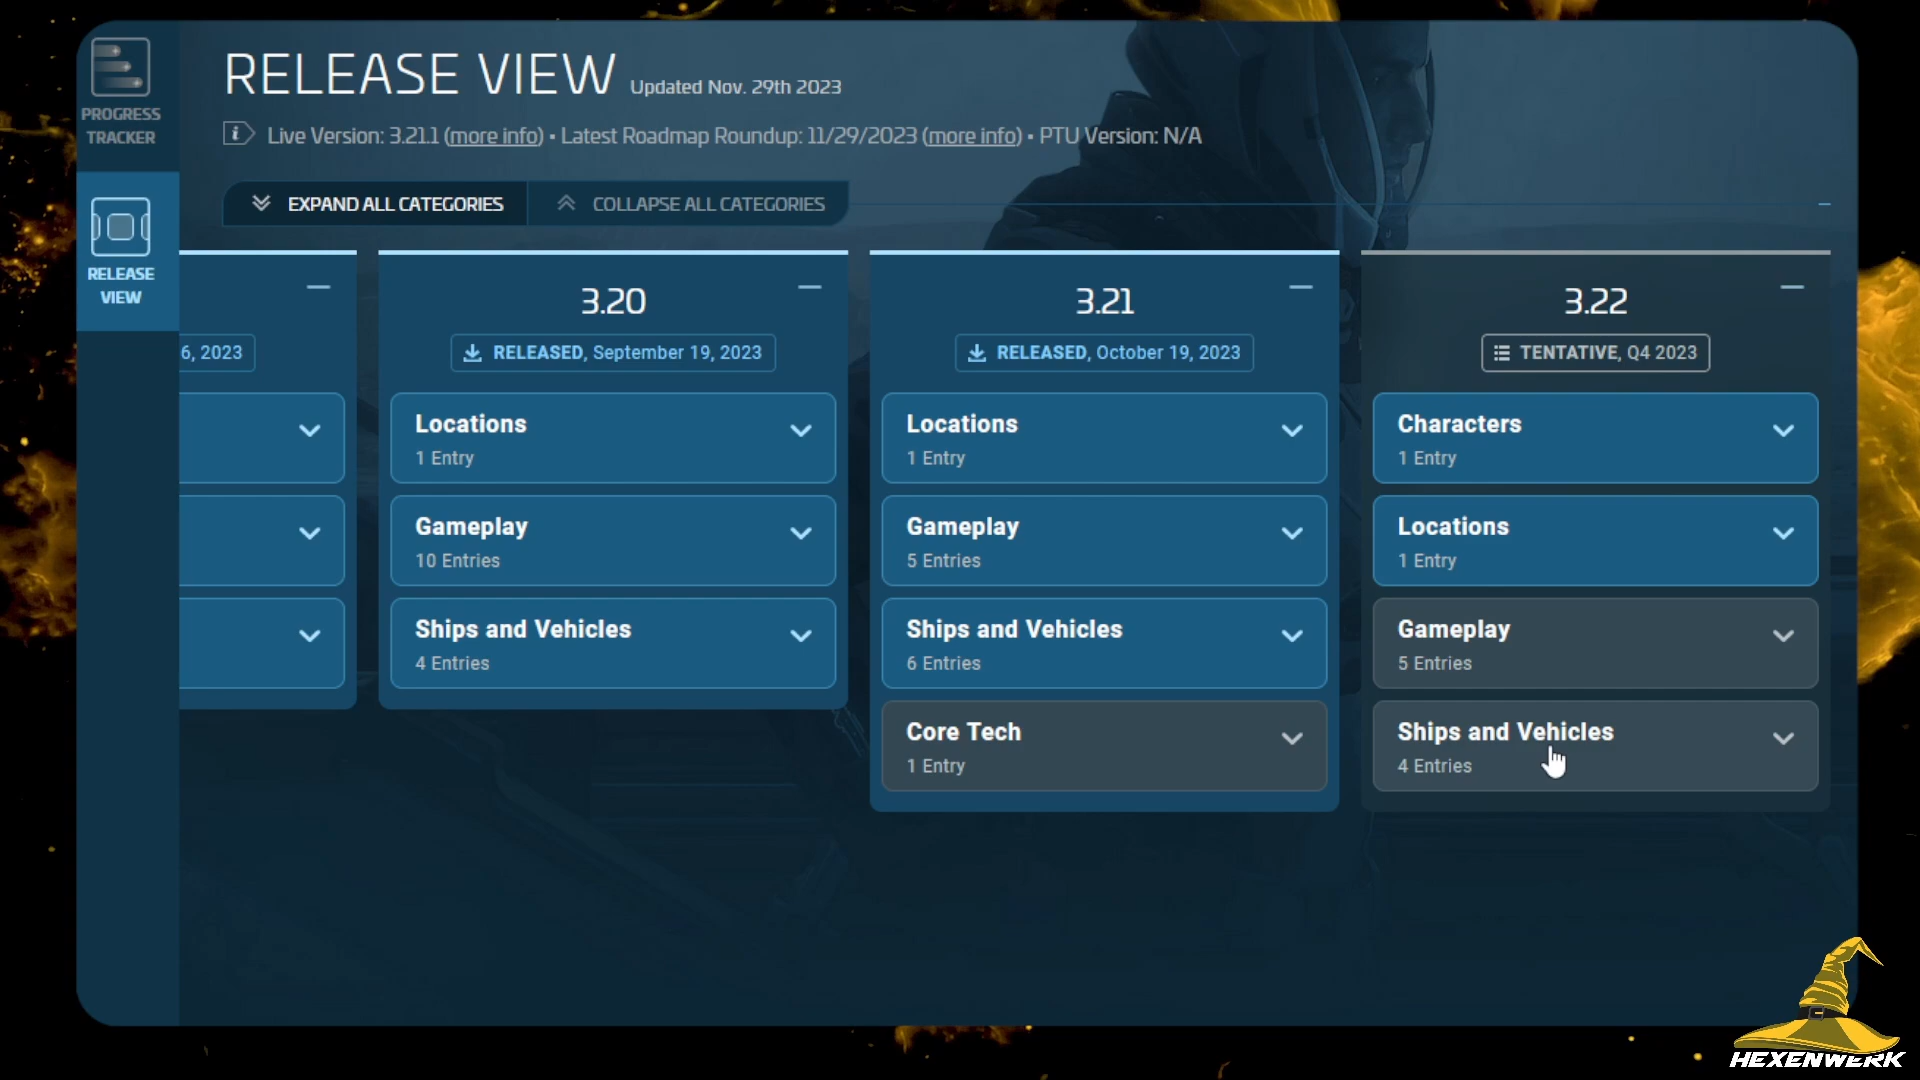 PROGRESS
TRACKER
RELEASE
VIEW
RELEASE VIEW Updated Nov. 29th 2023
Live Version: 3.21.1 (more info) • Latest Roadmap Roundup: 11/29/2023 (more info) • PTU Version: N/A
EXPAND ALL CATEGORIES
COLLAPSE ALL CATEGORIES
6, 2023
3.20
RELEASED, September 19, 2023
Locations
1 Entry
Gameplay
10 Entries
Ships and Vehicles
4 Entries
3.21
RELEASED, October 19, 2023
Locations
1 Entry
Gameplay
5 Entries
Ships and Vehicles
6 Entries
Core Tech
1 Entry
3.22
TENTATIVE, Q4 2023
Characters
1 Entry
Locations
1 Entry
Gameplay
5 Entries
Ships and Vehicles
4 Entries
HEXENWERK